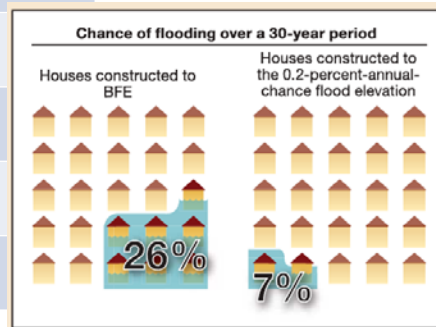 Chance of flooding over a 30-year period
Houses constructed to
BFE
26%
Houses constructed to
the 0.2-percent-annual-
chance flood elevation
7%